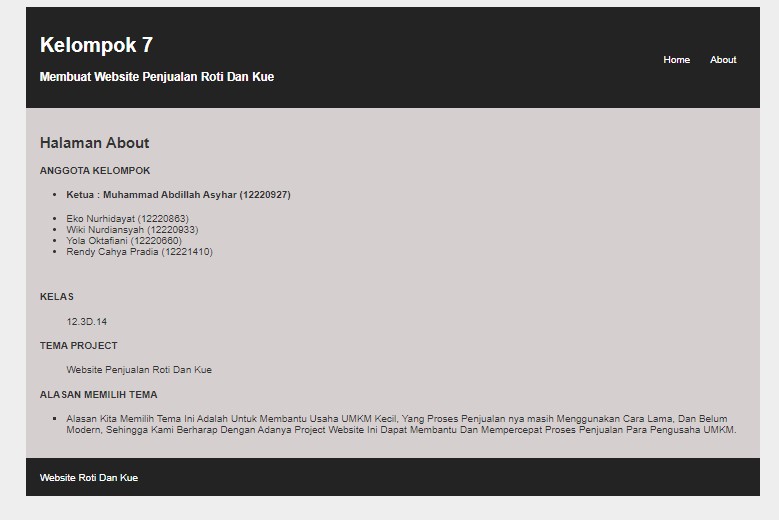 Kelompok 7
Membuat Website Penjualan Roti Dan Kue
Home About
Halaman About
ANGGOTA KELOMPOK
Ketua : Muhammad Abdillah Asyhar (12220927)
Eko Nurhidayat (12220863)
Wiki Nurdiansyah (12220933)
Yola Oktafiani (12220660)
Rendy Cahya Pradia (12221410)
KELAS
12.3D.14
TEMA PROJECT
Website Penjualan Roti Dan Kue
ALASAN MEMILIH TEMA
Alasan Kita Memilih Tema Ini Adalah Untuk Membantu Usaha UMKM Kecil, Yang Proses Penjualan nya masih Menggunakan Cara Lama, Dan Belum
Modern, Sehingga Kami Berharap Dengan Adanya Project Website Ini Dapat Membantu Dan Mempercepat Proses Penjualan Para Pengusaha UMKM.
Website Roti Dan Kue